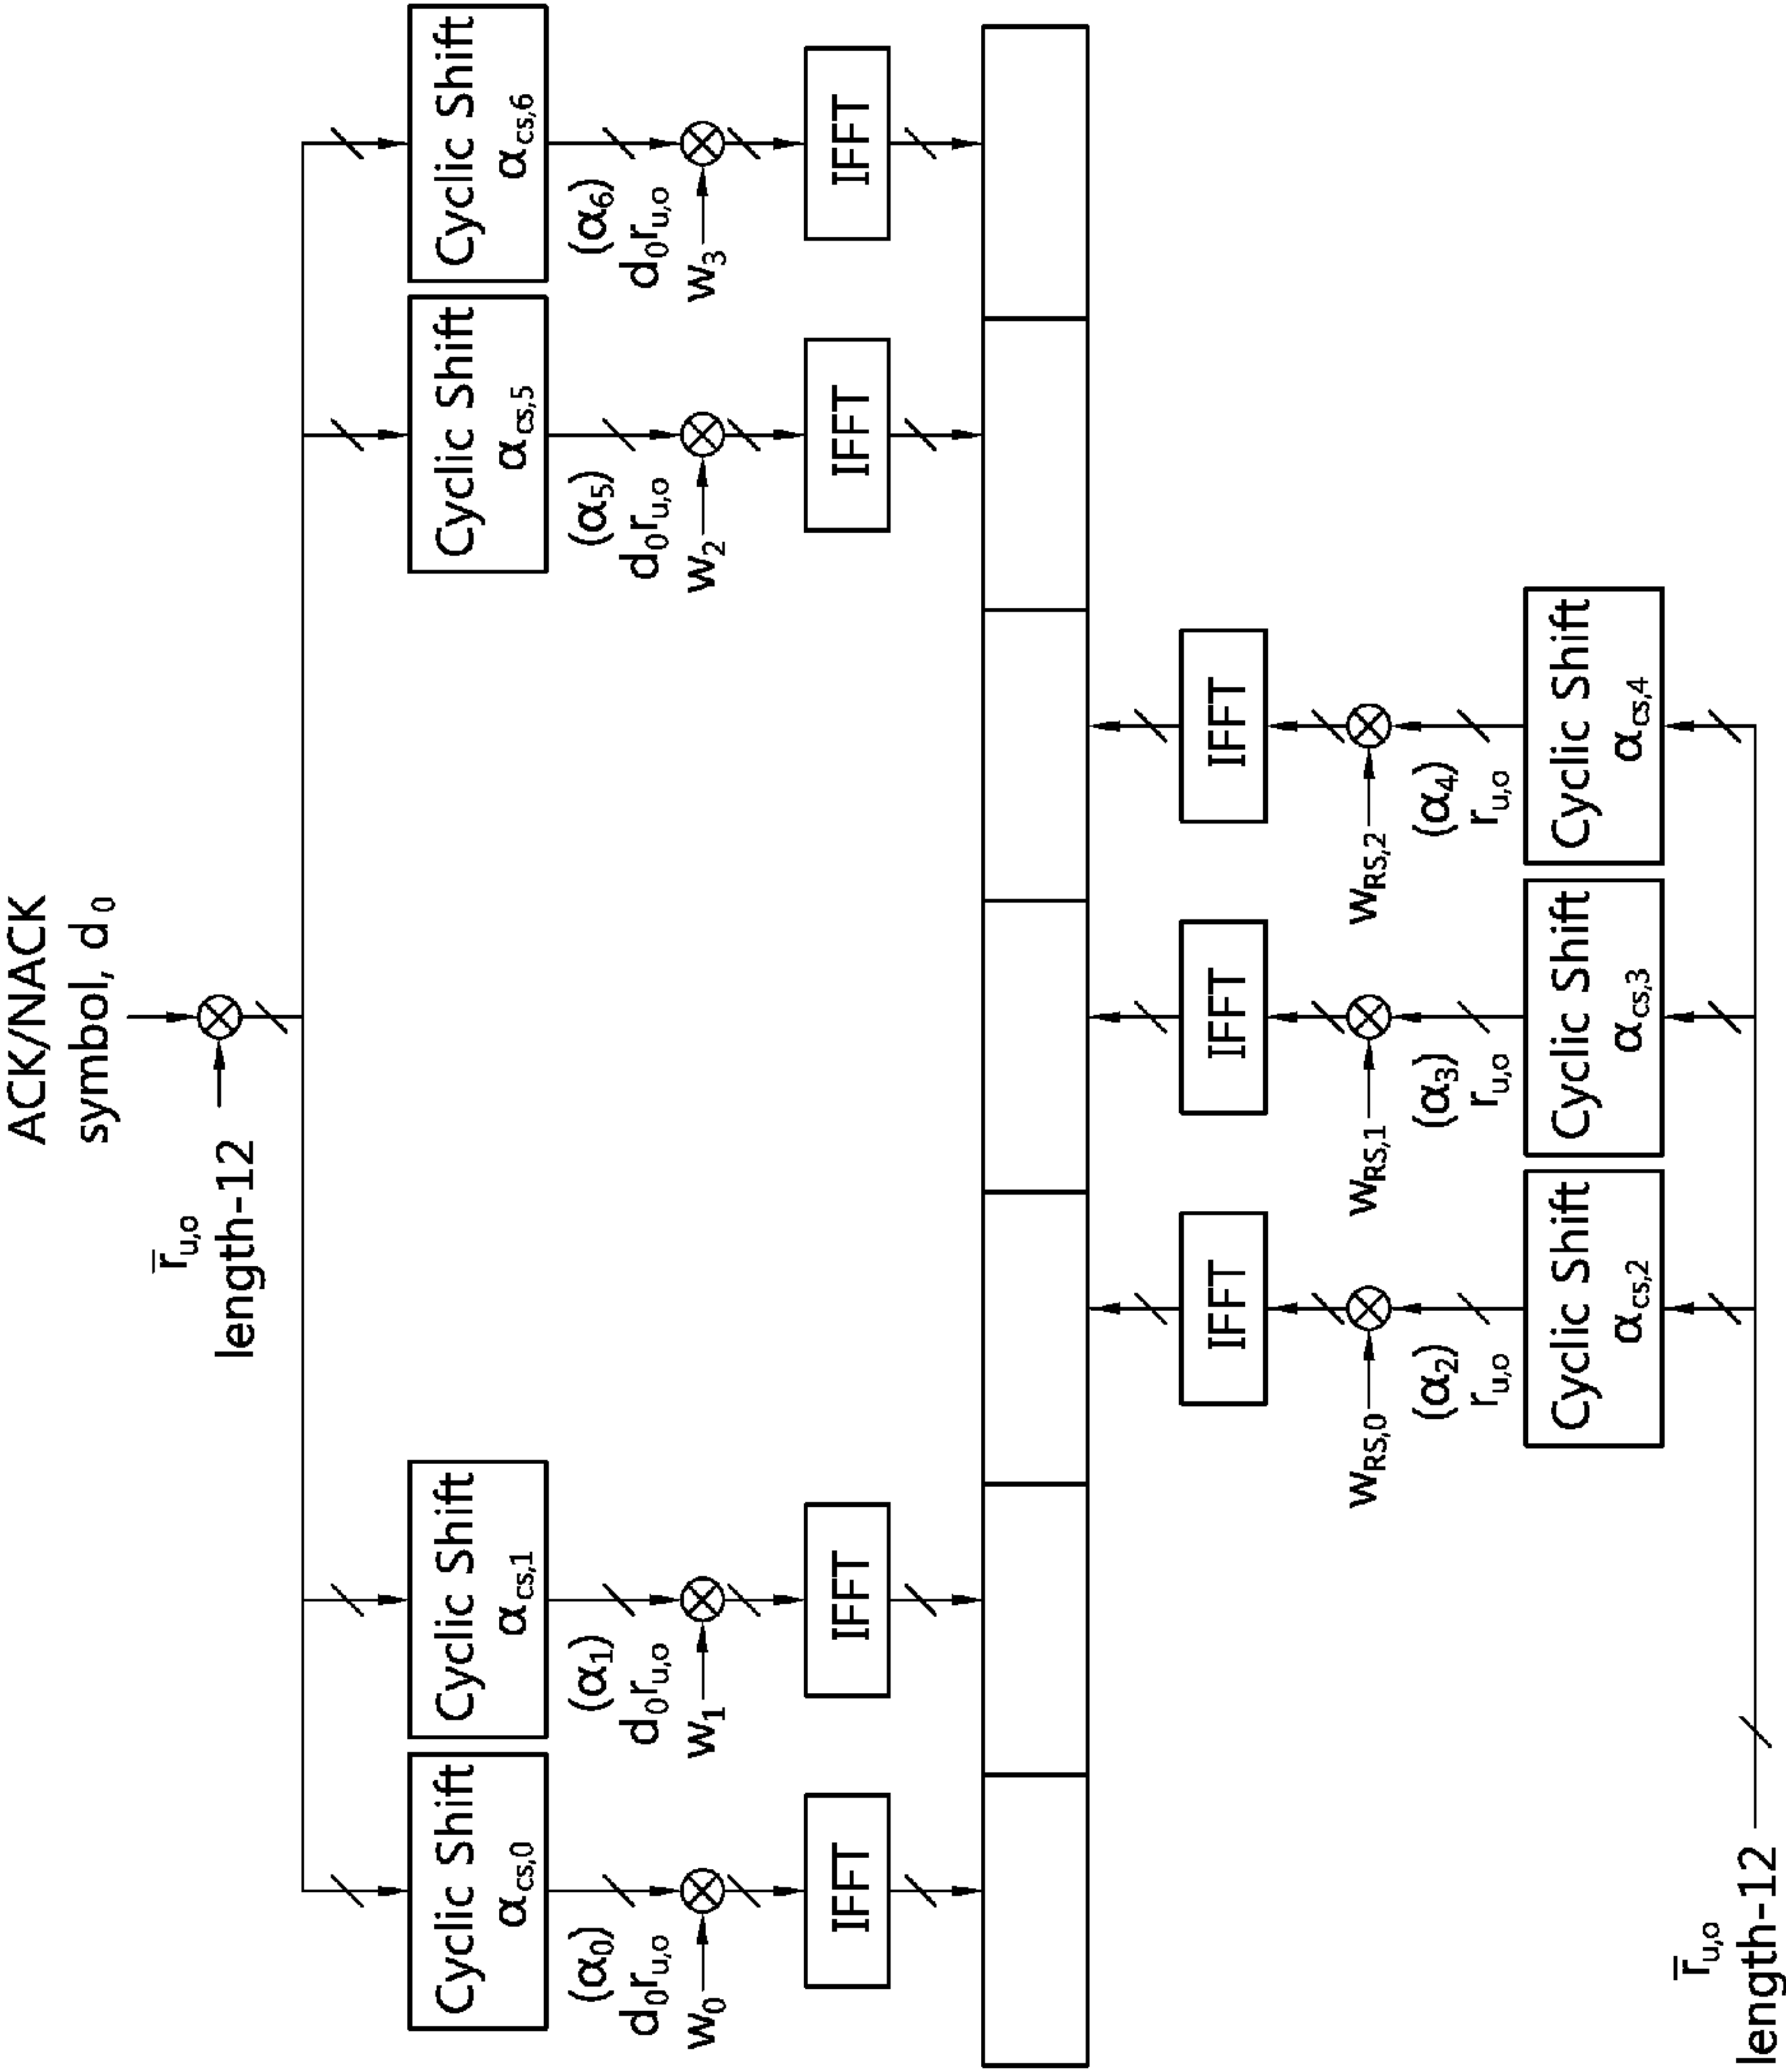 ACK/NACK
symbol, d0
r̄u,o
length-12
Cyclic Shift
αcs,0
Cyclic Shift
αcs,1
Cyclic Shift
αcs,5
Cyclic Shift
αcs,6
(α0)
d0ru,o
(α1)
d0ru,o
(α5)
d0ru,o
(α6)
d0ru,o
w0
w1
w2
w3
IFFT
IFFT
IFFT
IFFT
IFFT
IFFT
IFFT
wRS,0
wRS,1
wRS,2
(α2)
ru,o
(α3)
ru,o
(α4)
ru,o
Cyclic Shift
αcs,2
Cyclic Shift
αcs,3
Cyclic Shift
αcs,4
r̄u,o
length-12